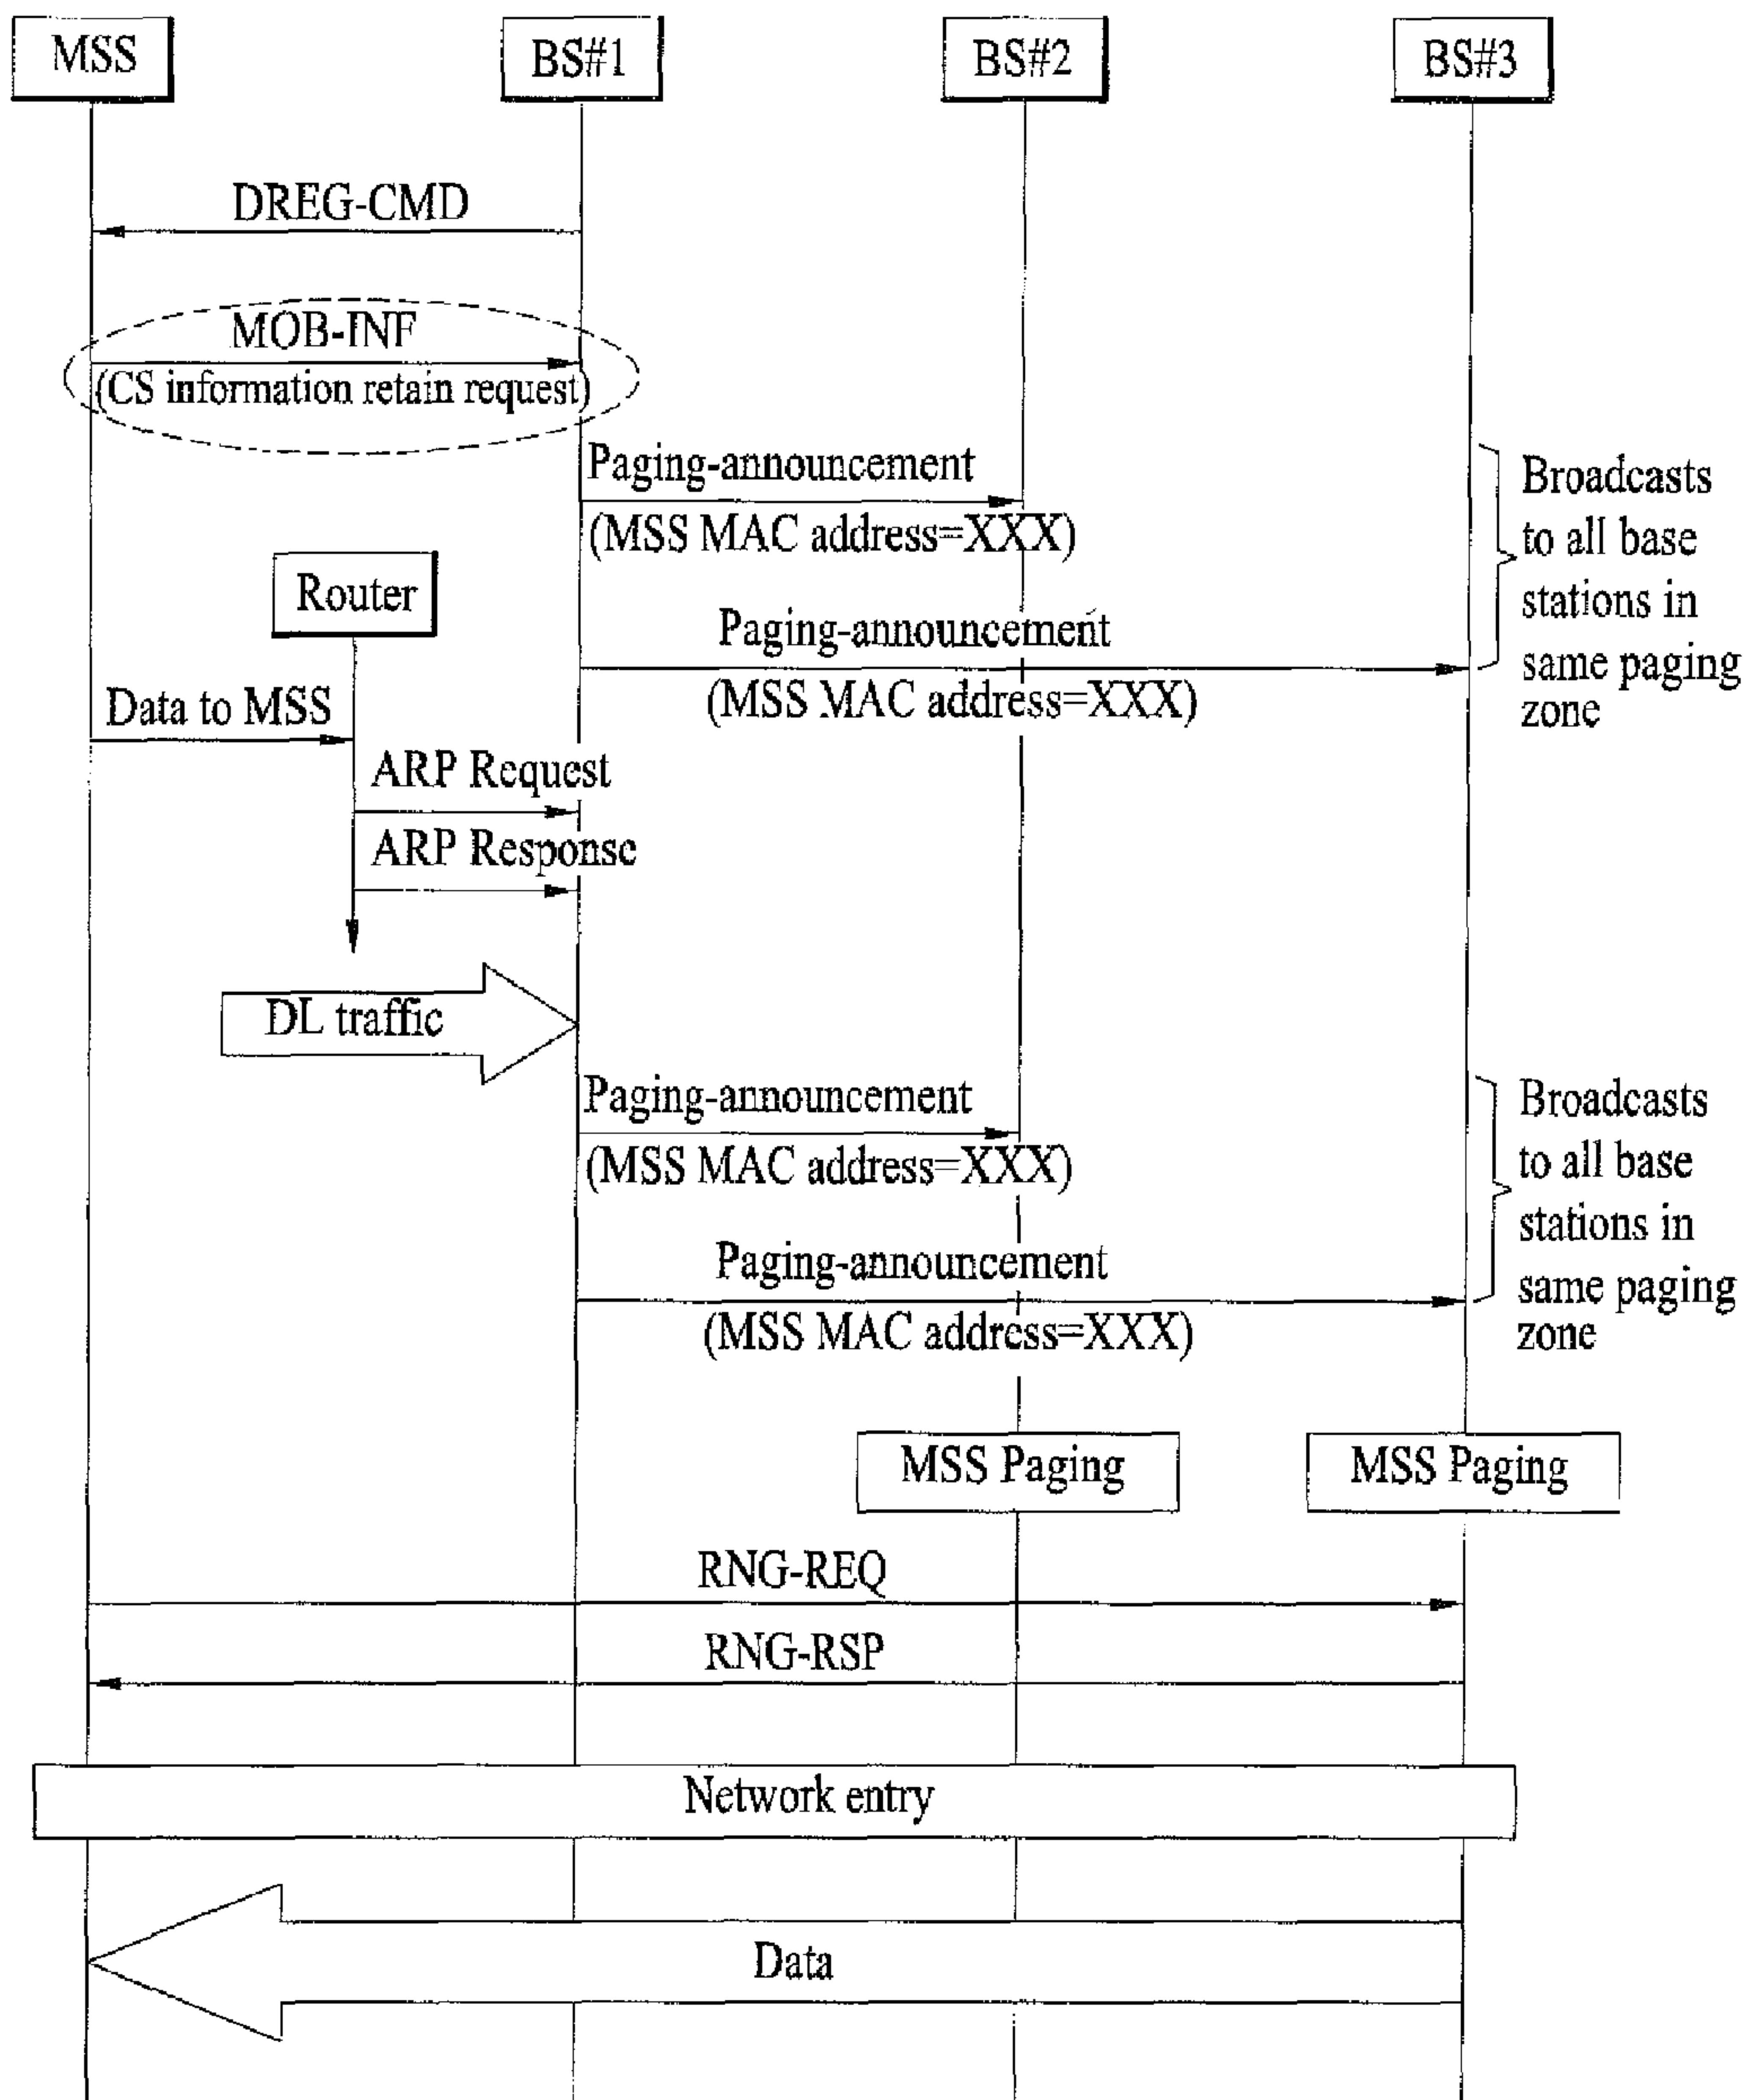 MSS
BS#1
BS#2
BS#3
DREG-CMD
MOB-INF
(CS information retain request)
Paging-announcement
(MSS MAC address=XXX)
Broadcasts
to all base
stations in
same paging
zone
Router
Paging-announcement
(MSS MAC address=XXX)
Data to MSS
ARP Request
ARP Response
DL traffic
Paging-announcement
(MSS MAC address=XXX)
Broadcasts
to all base
stations in
same paging
zone
Paging-announcement
(MSS MAC address=XXX)
MSS Paging
MSS Paging
RNG-REQ
RNG-RSP
Network entry
Data